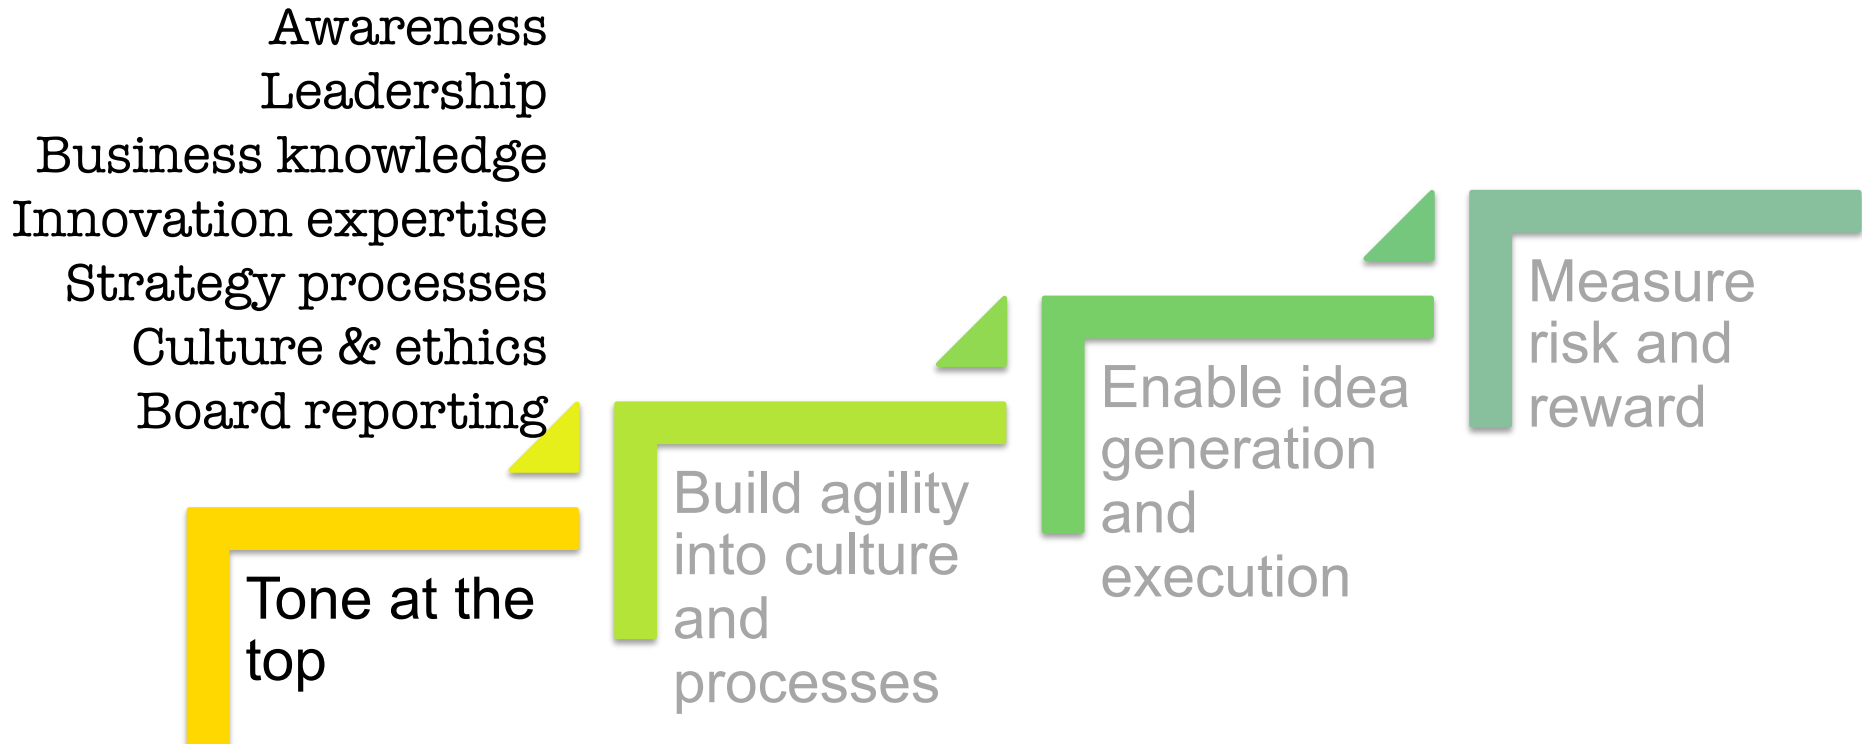 Awareness
Leadership
Business knowledge
Innovation expertise
Strategy processes
Culture & ethics
Board reporting
Tone at the
top
Build agility
into culture
and
processes
Enable idea
generation
and
execution
Measure
risk and
reward